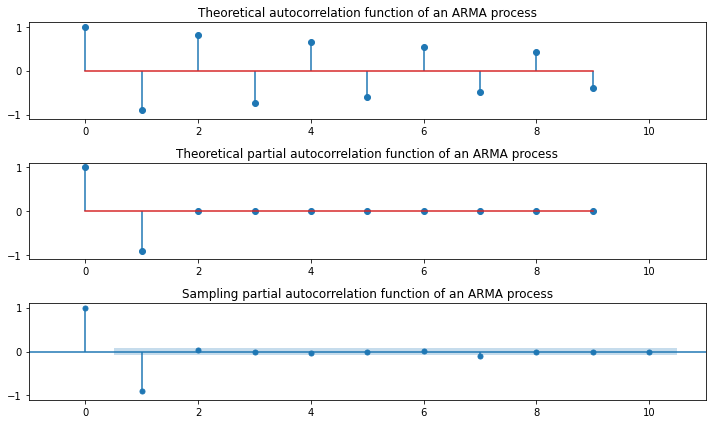 Theoretical autocorrelation function of an ARMA process
1
0
−1
0 2 4 6 8 10
Theoretical partial autocorrelation function of an ARMA process
1
0
−1
0 2 4 6 8 10
Sampling partial autocorrelation function of an ARMA process
1
0
−1
0 2 4 6 8 10